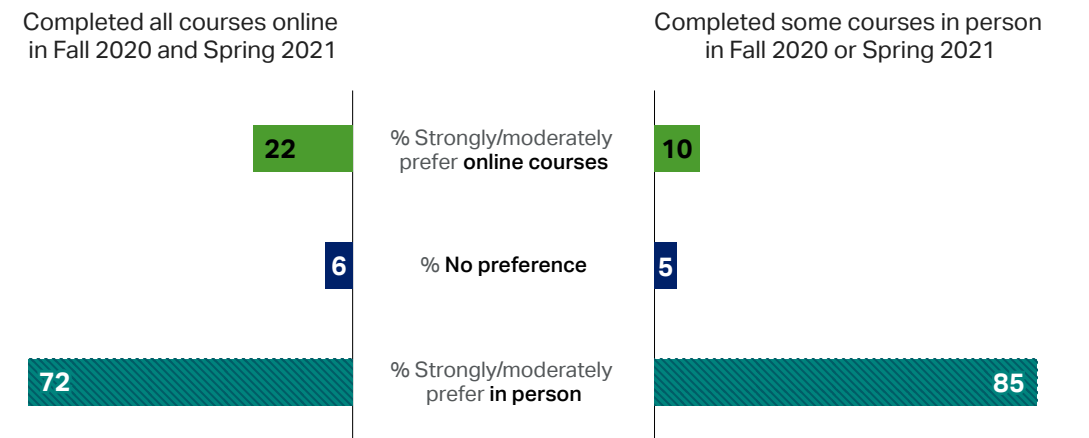 Completed all courses online
in Fall 2020 and Spring 2021
Completed some courses in person
in Fall 2020 or Spring 2021
22
% Strongly/moderately
prefer online courses
10
6
% No preference
5
72
% Strongly/moderately
prefer in person
85